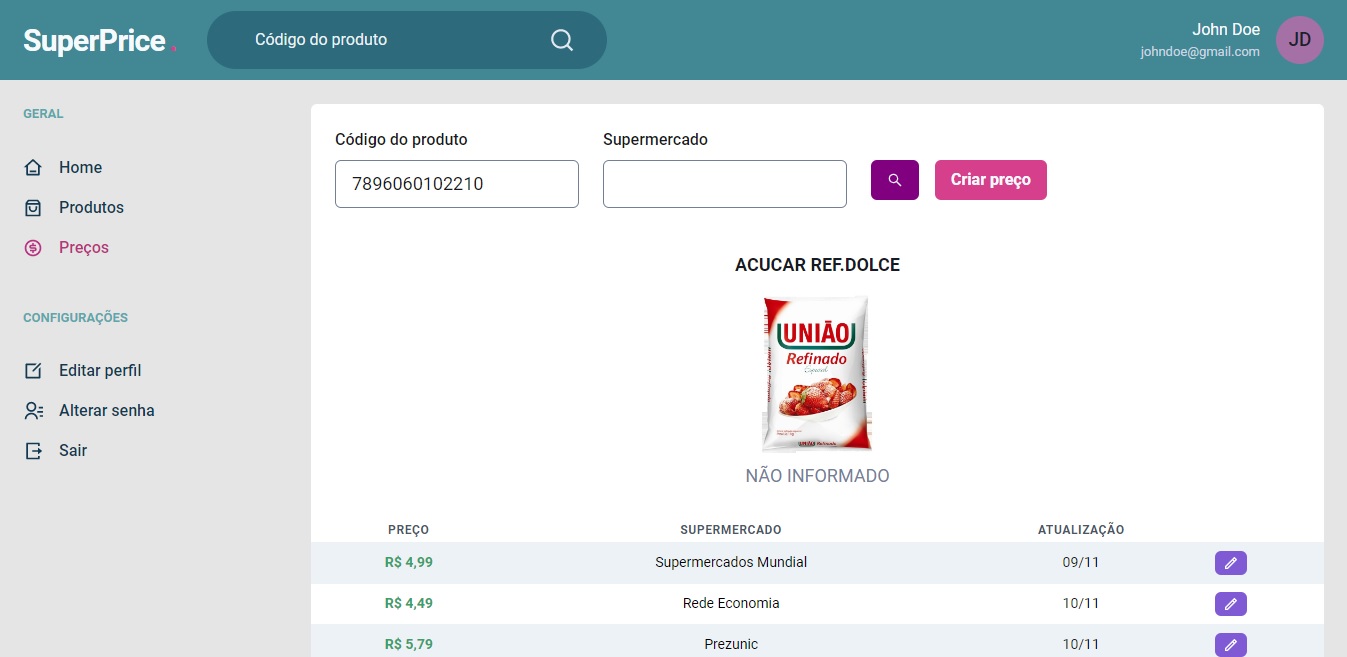 SuperPrice.
Código do produto
John Doe
johndoe@gmail.com
JD
GERAL
Home
Produtos
Preços
CONFIGURAÇÕES
Editar perfil
Alterar senha
Sair
Código do produto
Supermercado
7896060102210
Criar preço
ACUCAR REF.DOLCE
UNIÃO
Refinado
Especial
NÃO INFORMADO
PREÇO SUPERMERCADO ATUALIZAÇÃO
R$ 4,99 Supermercados Mundial 09/11
R$ 4,49 Rede Economia 10/11
R$ 5,79 Prezunic 10/11